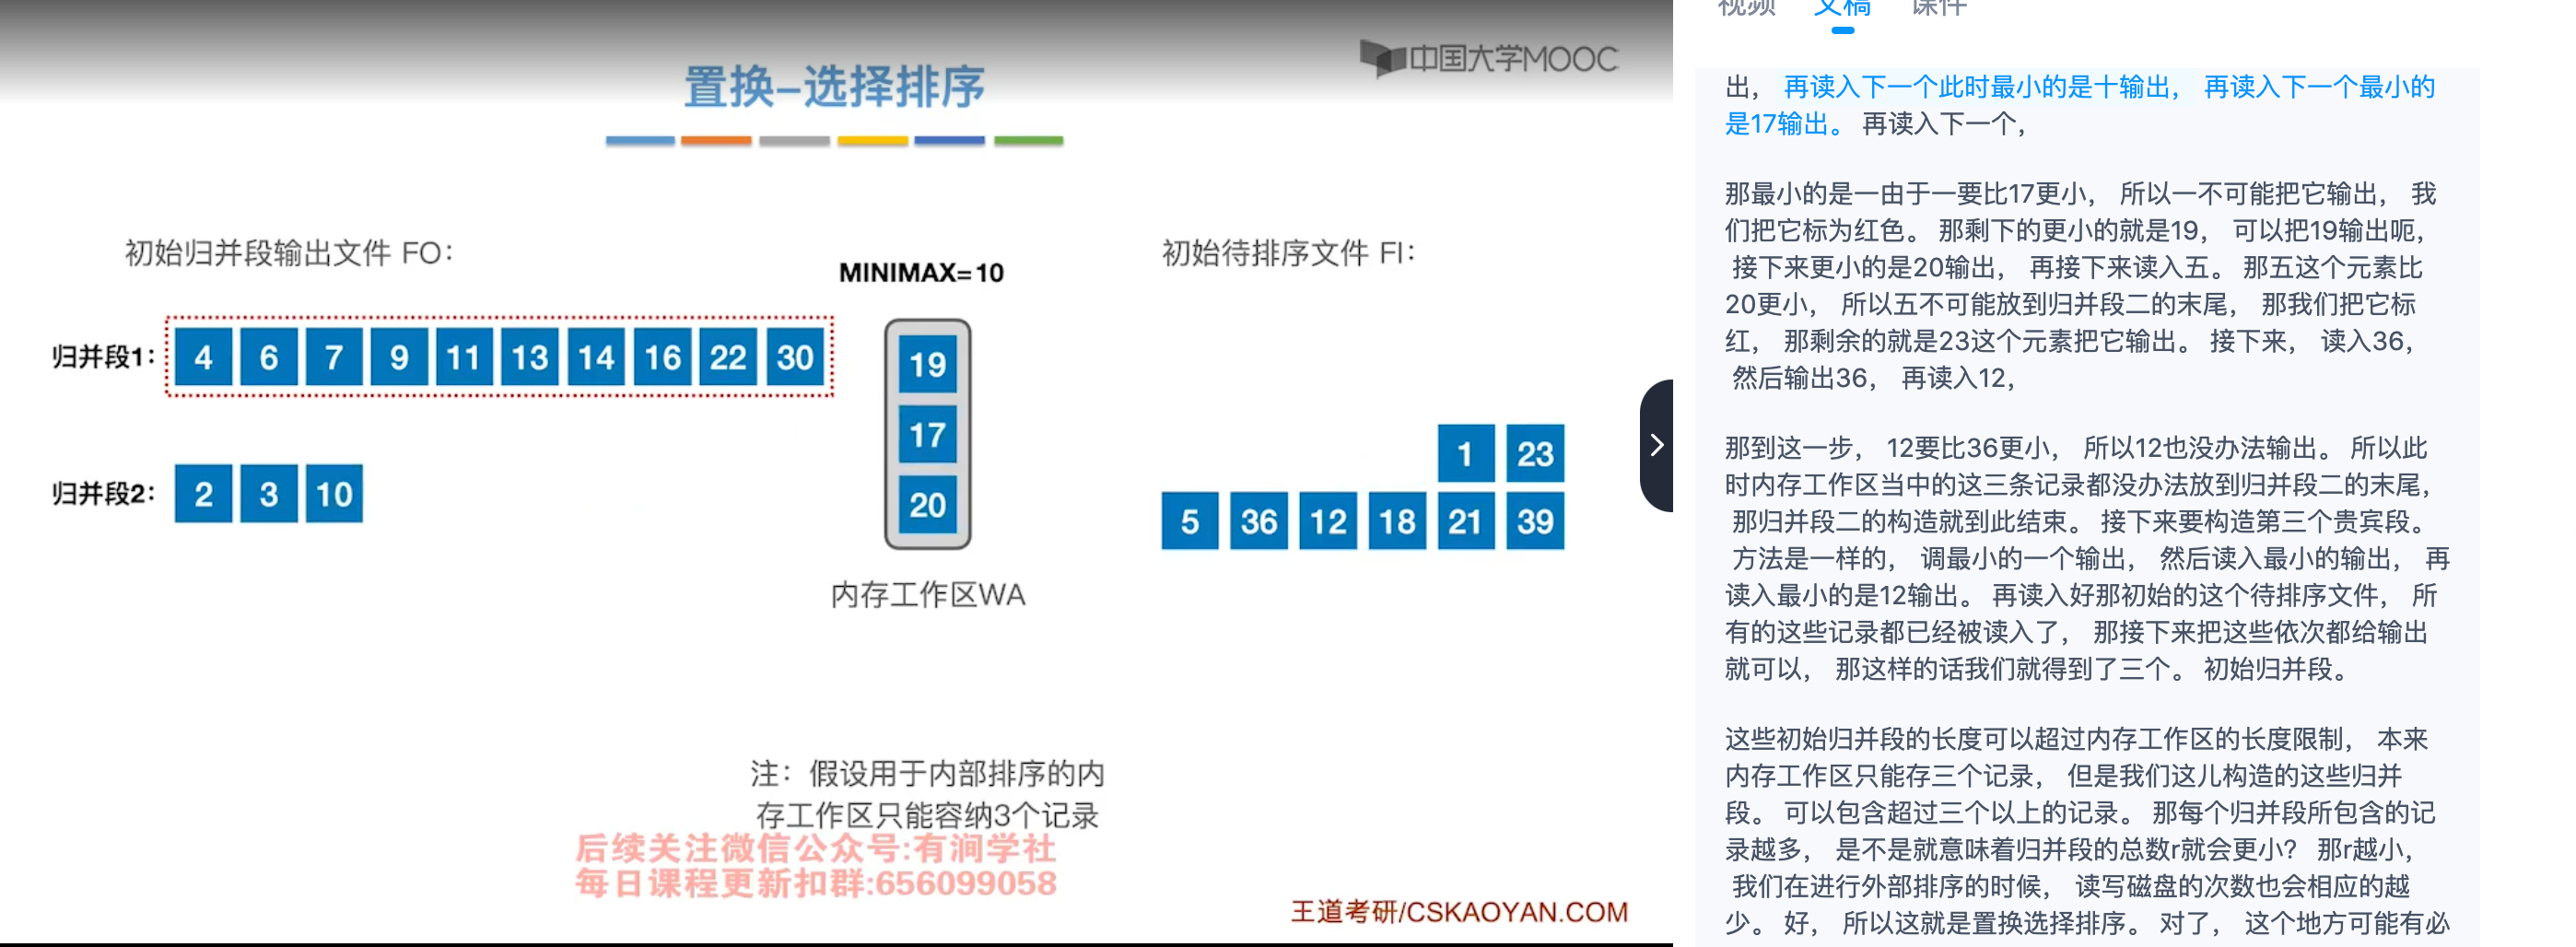 中国大学MOOC
置换–选择排序
初始归并段输出文件 FO：
MINIMAX=10
初始待排序文件 FI：
归并段1：
4 6 7 9 11 13 14 16 22 30
归并段2：
2 3 10
19
17
20
内存工作区WA
1 23
5 36 12 18 21 39
注：假设用于内部排序的内
存工作区只能容纳3个记录
后续关注微信公众号:有涧学社
每日课程更新扣群:656099058
王道考研/CSKAOYAN.COM
视频 文稿 课件
出， 再读入下一个此时最小的是十输出， 再读入下一个最小的
是17输出。 再读入下一个，
那最小的是一由于一要比17更小， 所以一不可能把它输出， 我
们把它标为红色。 那剩下的更小的就是19， 可以把19输出呃，
接下来更小的是20输出， 再接下来读入五。 那五这个元素比
20更小， 所以五不可能放到归并段二的末尾， 那我们把它标
红， 那剩余的就是23这个元素把它输出。 接下来， 读入36，
然后输出36， 再读入12，
那到这一步， 12要比36更小， 所以12也没办法输出。 所以此
时内存工作区当中的这三条记录都没办法放到归并段二的末尾，
那归并段二的构造就到此结束。 接下来要构造第三个贵宾段。
方法是一样的， 调最小的一个输出， 然后读入最小的输出， 再
读入最小的是12输出。 再读入好那初始的这个待排序文件， 所
有的这些记录都已经被读入了， 那接下来把这些依次都给输出
就可以， 那这样的话我们就得到了三个。 初始归并段。
这些初始归并段的长度可以超过内存工作区的长度限制， 本来
内存工作区只能存三个记录， 但是我们这儿构造的这些归并
段。 可以包含超过三个以上的记录。 那每个归并段所包含的记
录越多， 是不是就意味着归并段的总数r就会更小？ 那r越小，
我们在进行外部排序的时候， 读写磁盘的次数也会相应的越
少。 好， 所以这就是置换选择排序。 对了， 这个地方可能有必